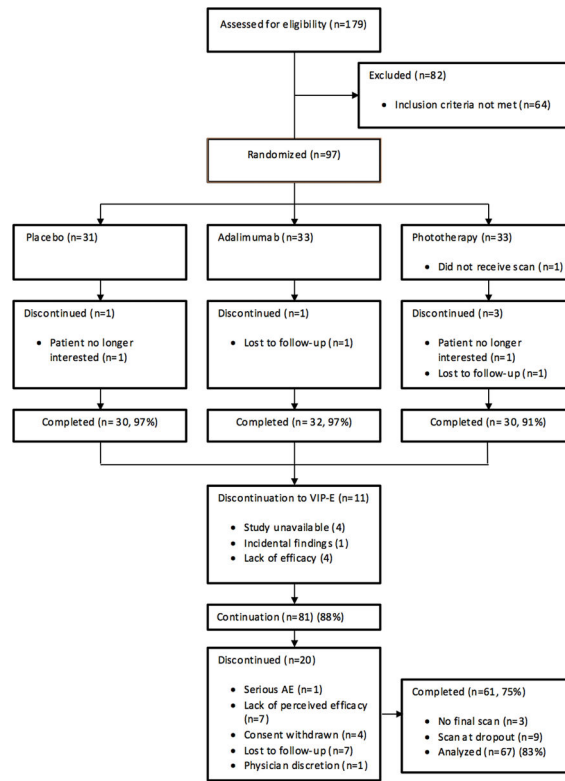 Assessed for eligibility (n=179)
Excluded (n=82)
• Inclusion criteria not met (n=64)
Randomized (n=97)
Placebo (n=31)
Adalimumab (n=33)
Phototherapy (n=33)
• Did not receive scan (n=1)
Discontinued (n=1)
• Patient no longer
interested (n=1)
Discontinued (n=1)
• Lost to follow-up (n=1)
Discontinued (n=3)
• Patient no longer
interested (n=1)
• Lost to follow-up (n=1)
Completed (n= 30, 97%)
Completed (n= 32, 97%)
Completed (n= 30, 91%)
Discontinuation to VIP-E (n=11)
• Study unavailable (4)
• Incidental findings (1)
• Lack of efficacy (4)
Continuation (n=81) (88%)
Discontinued (n=20)
• Serious AE (n=1)
• Lack of perceived efficacy
(n=7)
• Consent withdrawn (n=4)
• Lost to follow-up (n=7)
• Physician discretion (n=1)
Completed (n=61, 75%)
• No final scan (n=3)
• Scan at dropout (n=9)
• Analyzed (n=67) (83%)